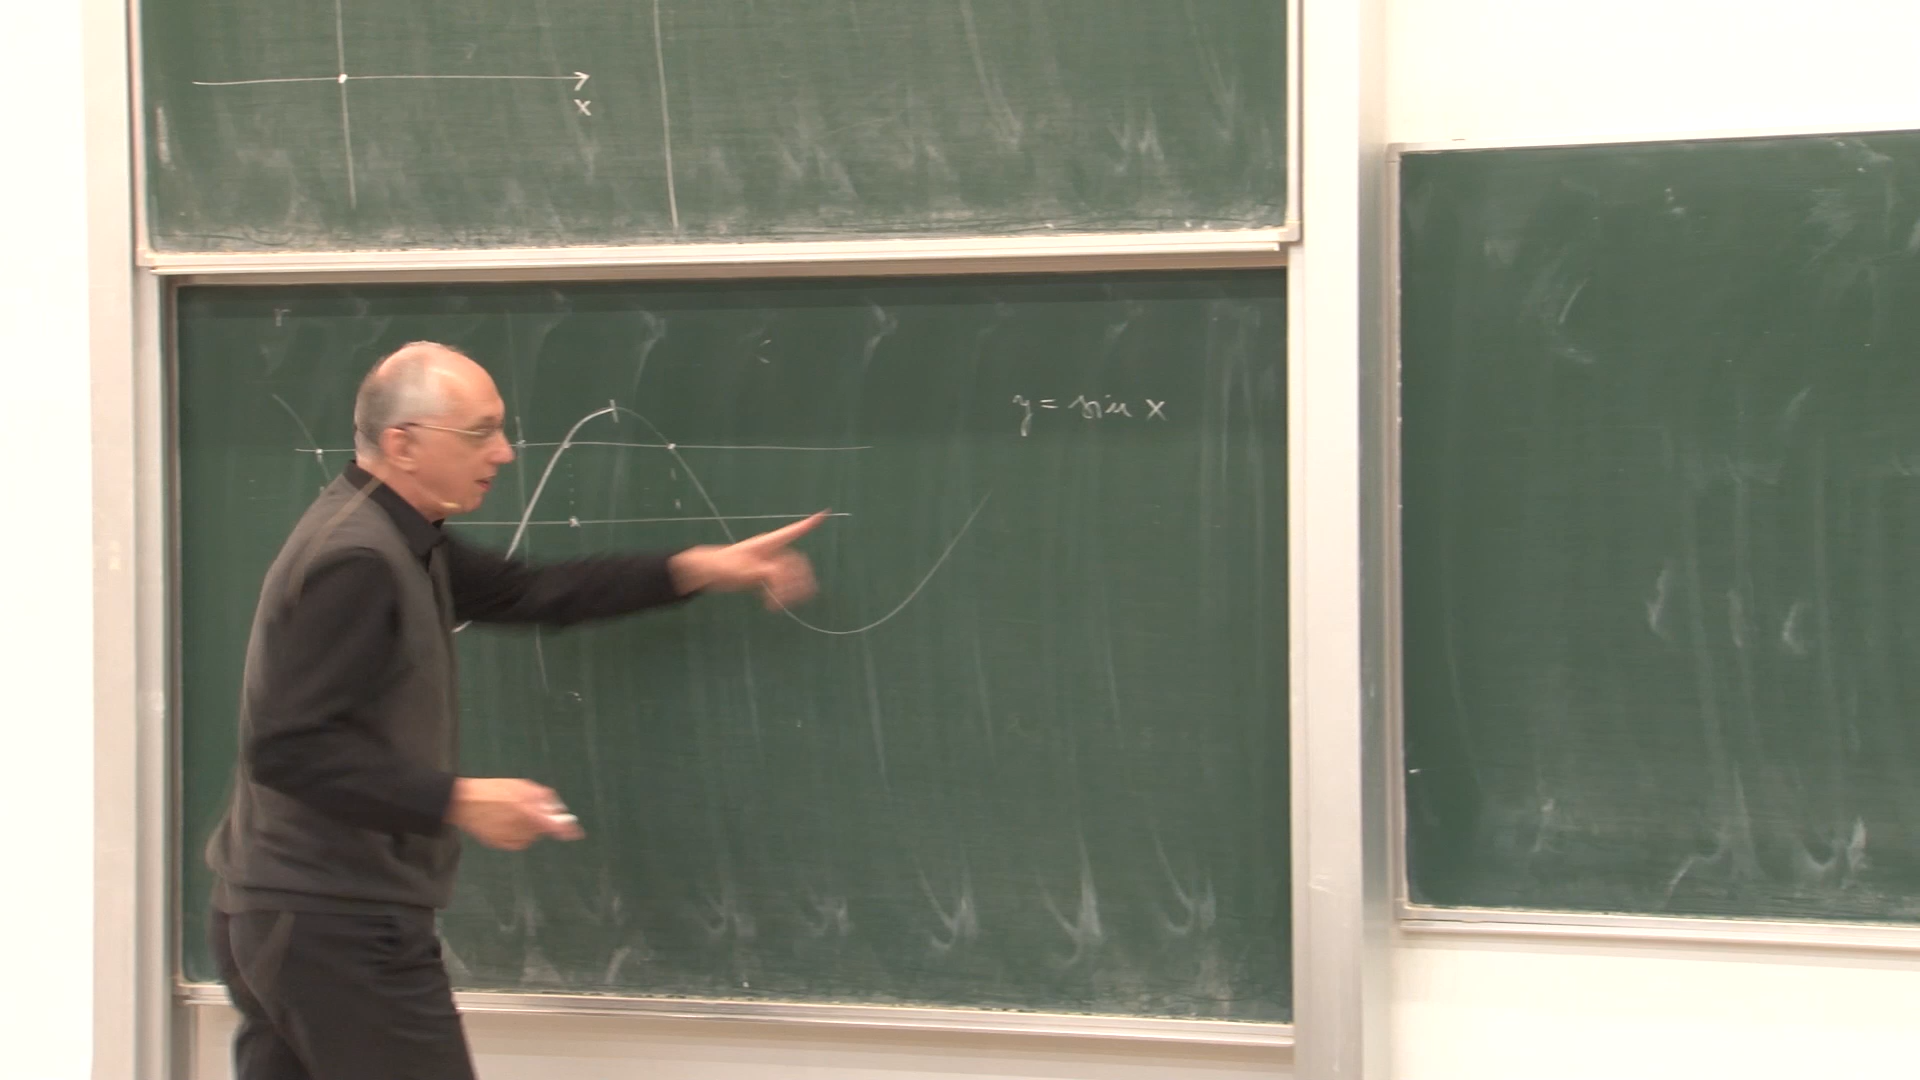 x
y = sin x